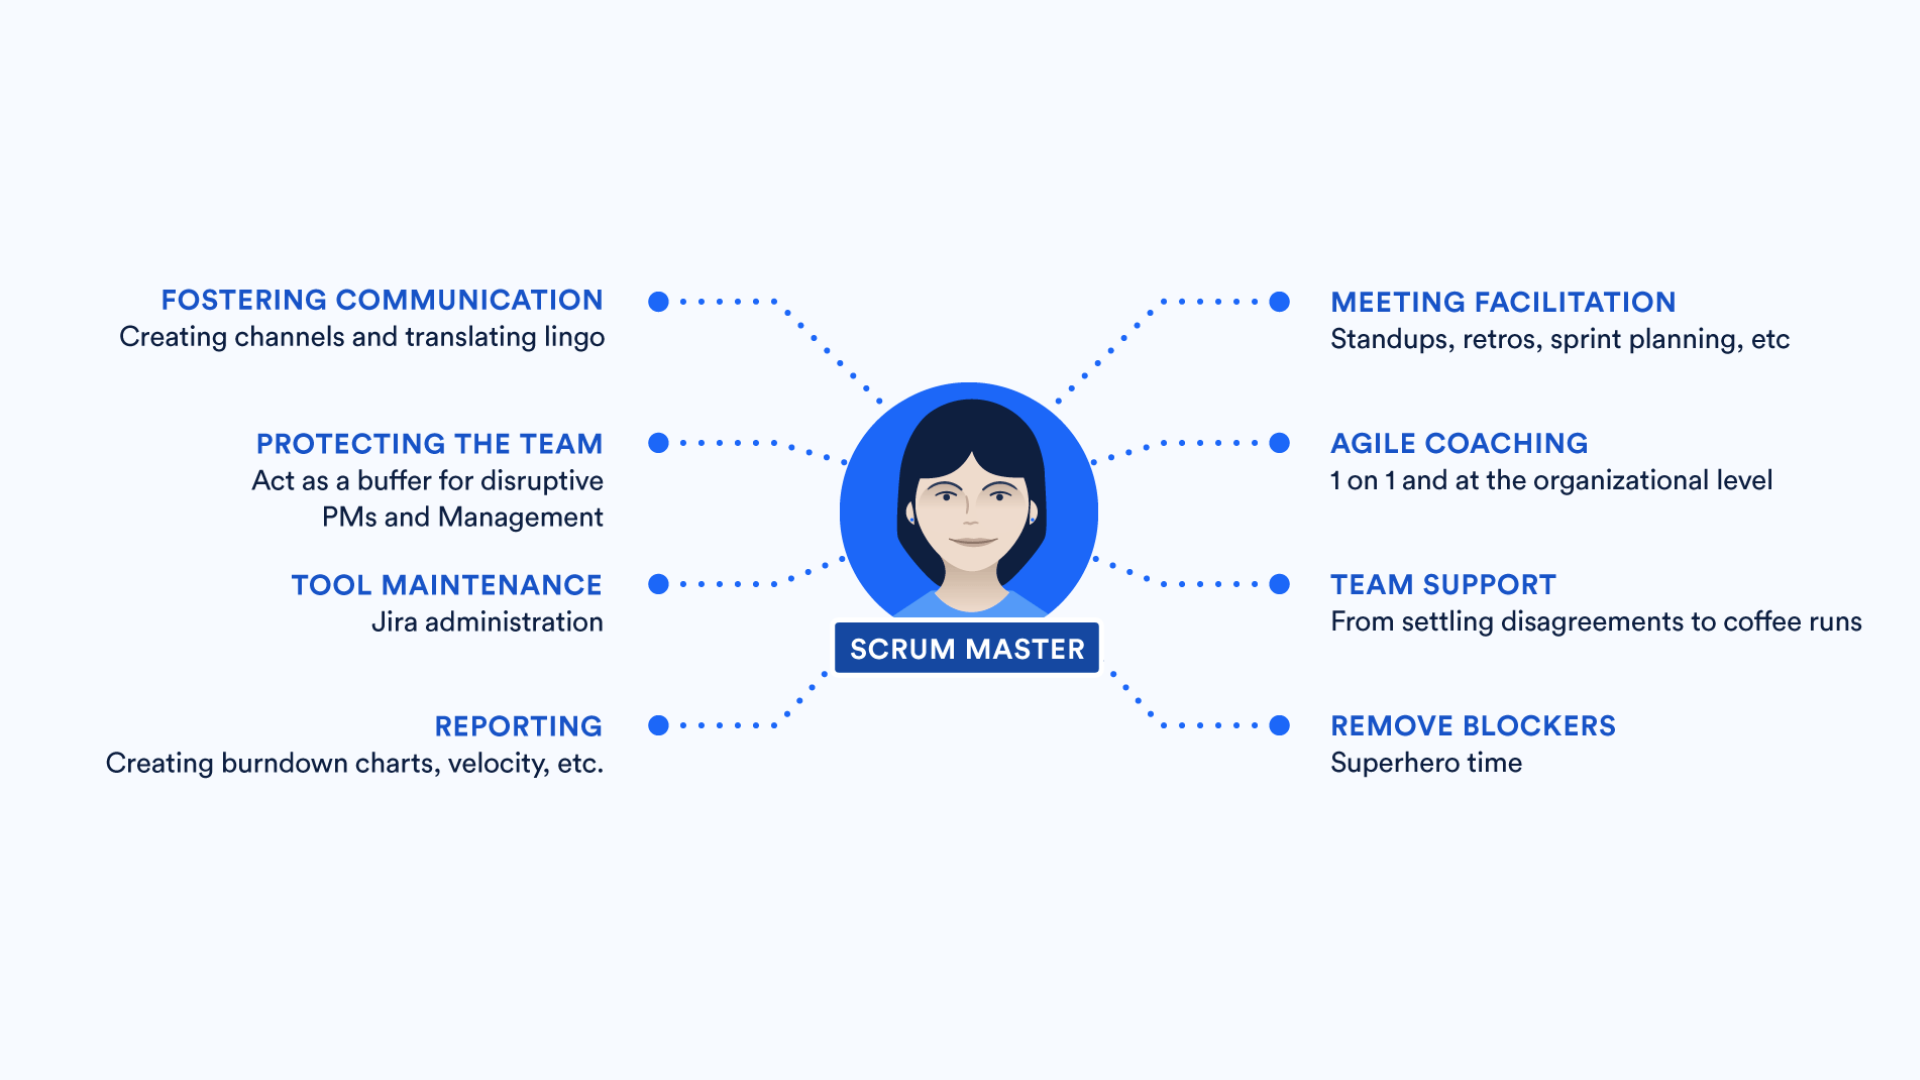 FOSTERING COMMUNICATION
Creating channels and translating lingo
PROTECTING THE TEAM
Act as a buffer for disruptive
PMs and Management
TOOL MAINTENANCE
Jira administration
REPORTING
Creating burndown charts, velocity, etc.
SCRUM MASTER
MEETING FACILITATION
Standups, retros, sprint planning, etc
AGILE COACHING
1 on 1 and at the organizational level
TEAM SUPPORT
From settling disagreements to coffee runs
REMOVE BLOCKERS
Superhero time